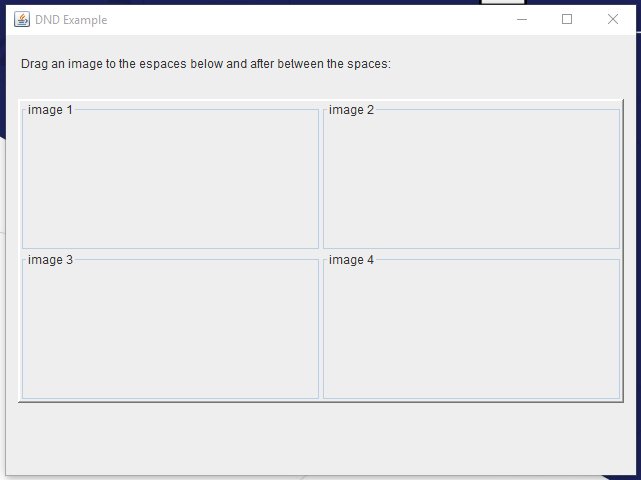 DND Example
Drag an image to the espaces below and after between the spaces:
image 1
image 2
image 3
image 4